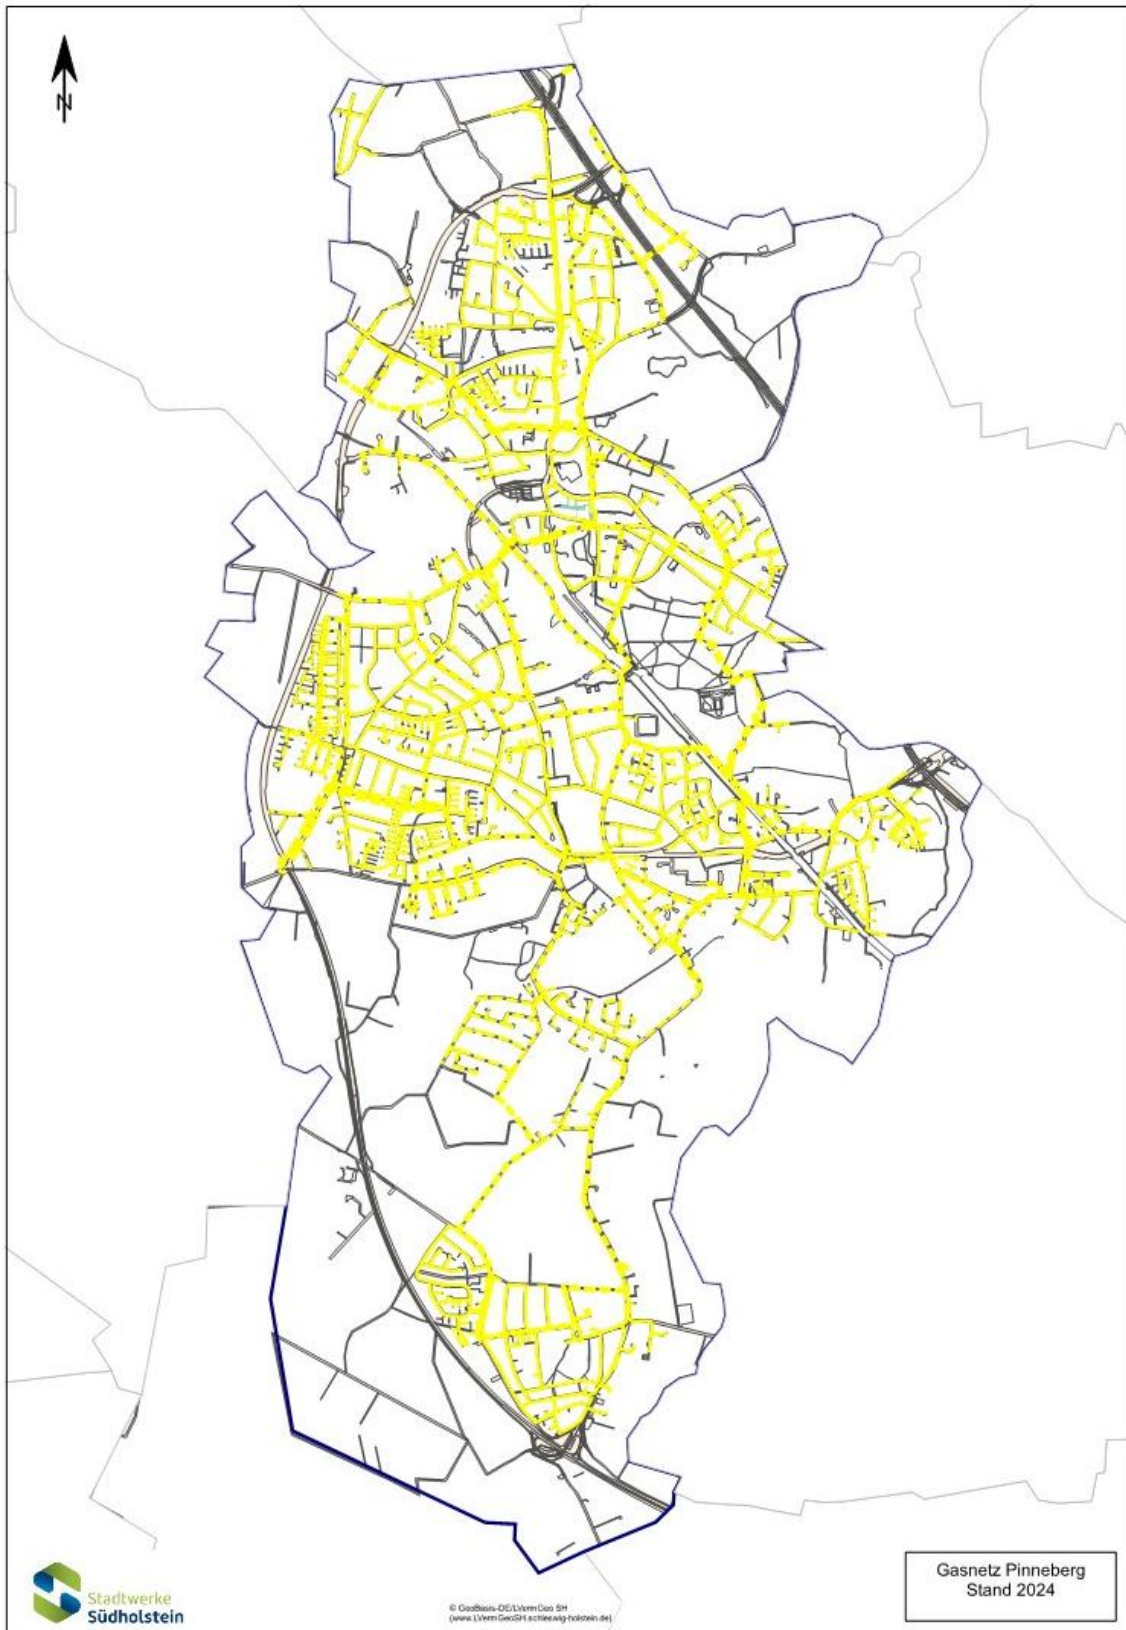 N
Gasnetz Pinneberg
Stand 2024
Stadtwerke
Südholstein
© GeoBasis-DE/LVermGeo SH
(www.LVermGeoSH.schleswig-holstein.de)